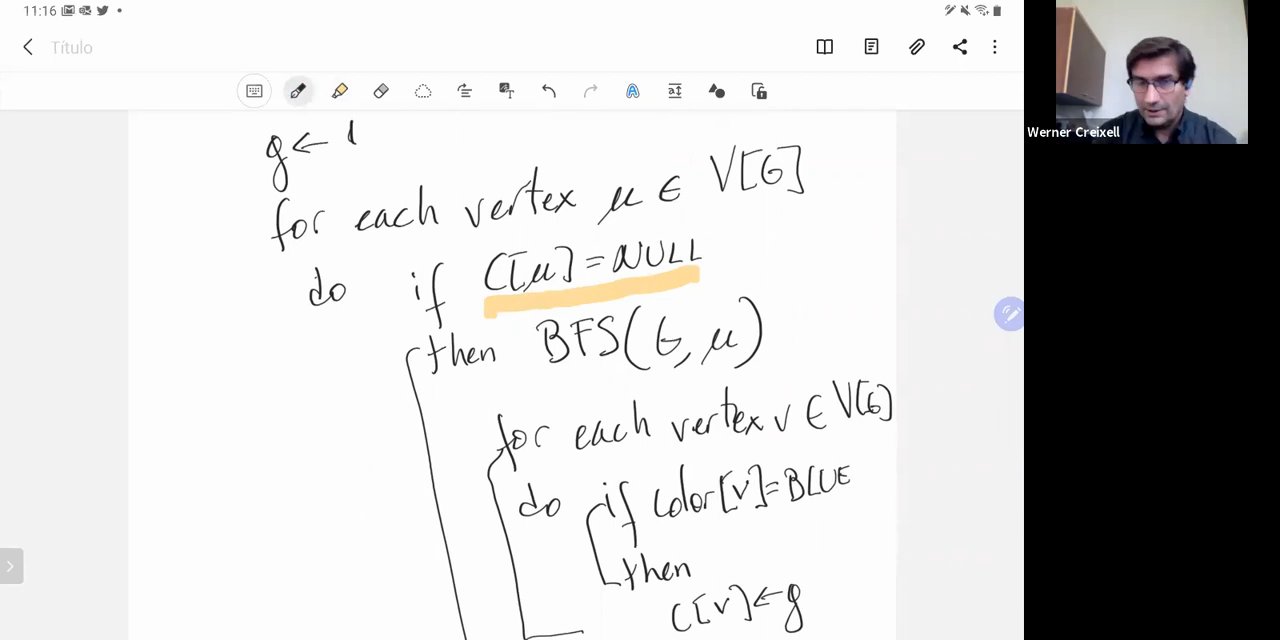 11:16
Título
Werner Creixell
g ← 1
for each vertex μ ∈ V[G]
do if C[μ] = NULL
then BFS(G, μ)
for each vertex v ∈ V[G]
do if color[v] = BLUE
then
C[v] ← g